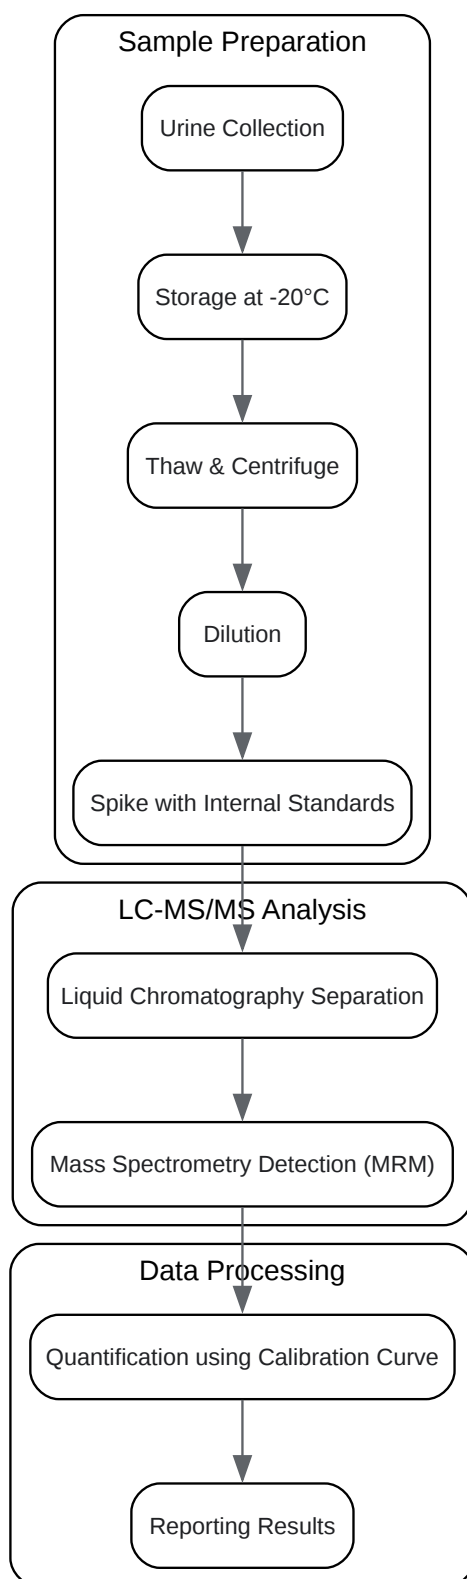 Sample Preparation
Urine Collection
Storage at -20°C
Thaw & Centrifuge
Dilution
Spike with Internal Standards
LC-MS/MS Analysis
Liquid Chromatography Separation
Mass Spectrometry Detection (MRM)
Data Processing
Quantification using Calibration Curve
Reporting Results